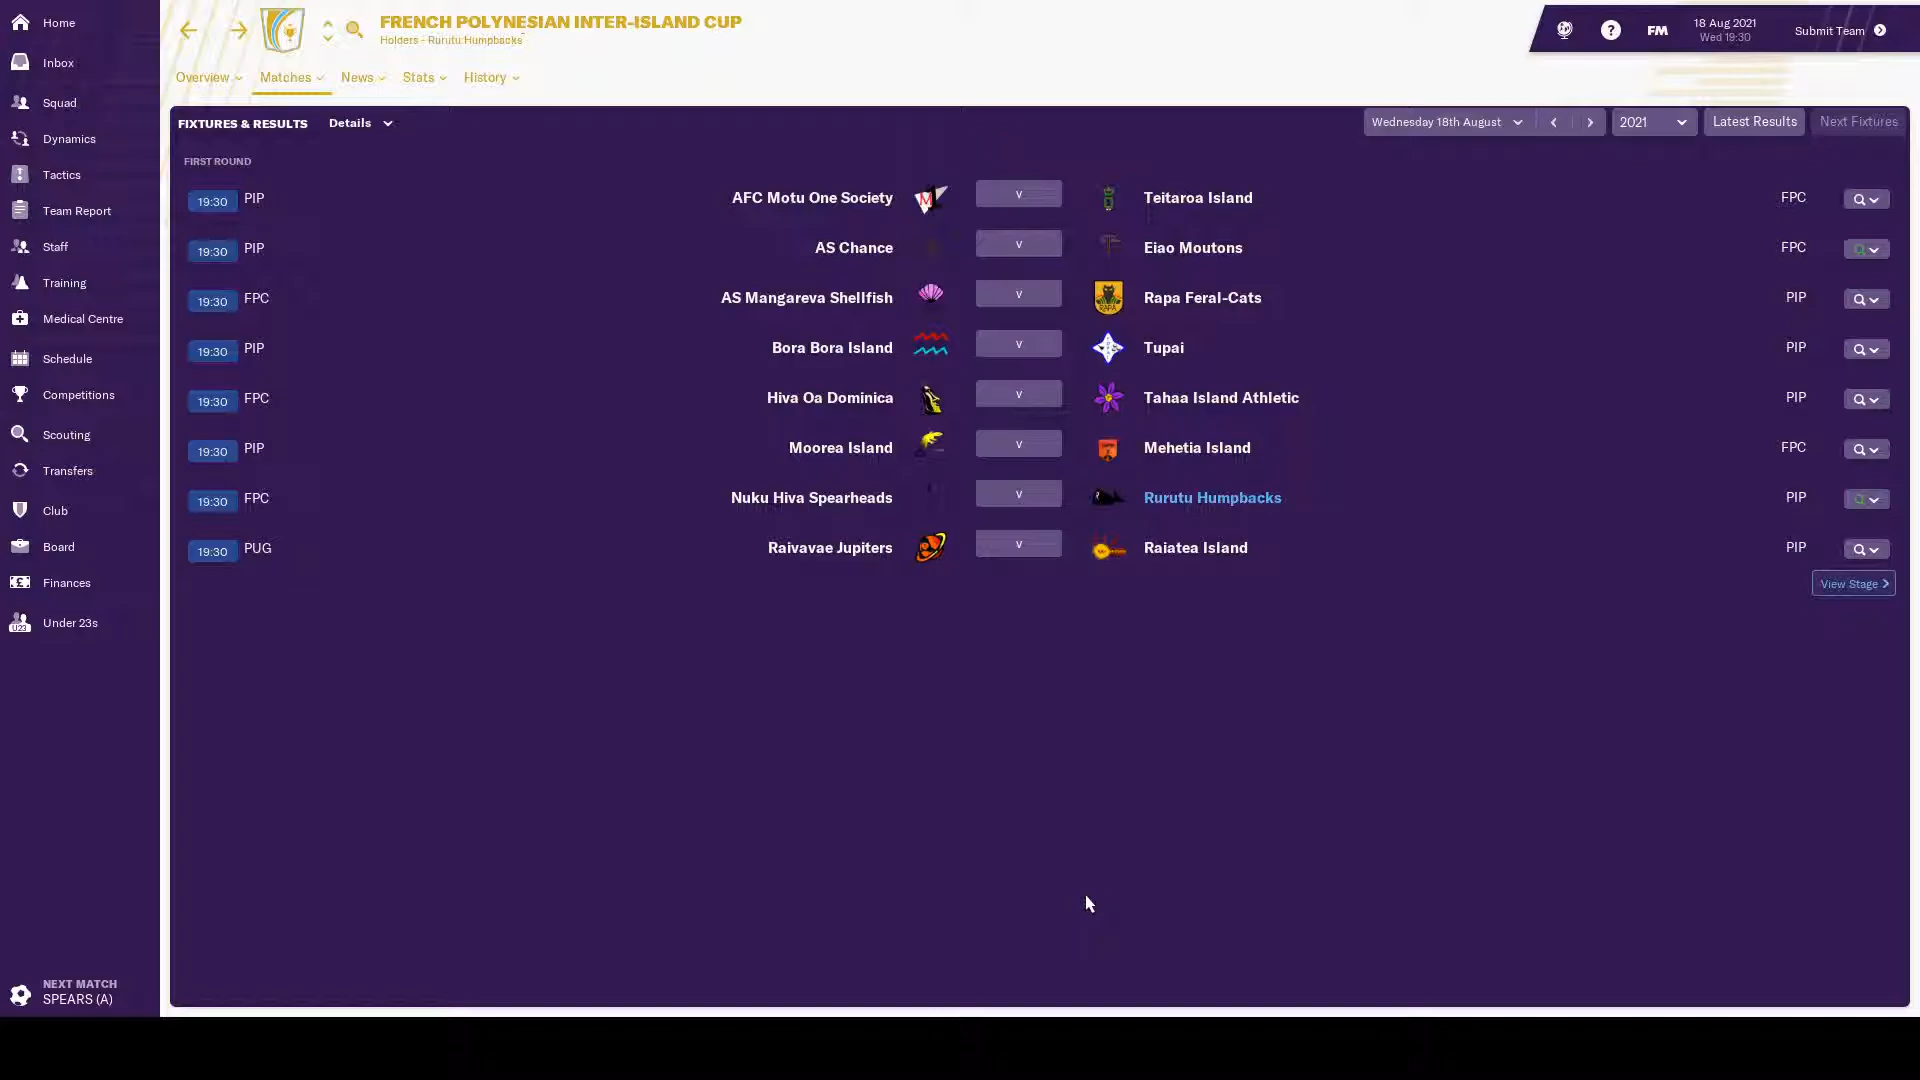 Home
Inbox
Squad
Dynamics
Tactics
Team Report
Staff
Training
Medical Centre
Schedule
Competitions
Scouting
Transfers
Club
Board
Finances
U23
Under 23s
NEXT MATCH
SPEARS (A)
FRENCH POLYNESIAN INTER-ISLAND CUP
Holders - Rurutu Humpbacks
? FM 18 Aug 2021 Submit Team
Wed 19:30
Overview Matches News Stats History
FIXTURES & RESULTS Details Wednesday 18th August 2021 Latest Results Next Fixtures
FIRST ROUND
19:30 PIP AFC Motu One Society M v Teitaroa Island FPC
19:30 PIP AS Chance v Eiao Moutons FPC
19:30 FPC AS Mangareva Shellfish v RAPA Rapa Feral-Cats PIP
19:30 PIP Bora Bora Island v Tupai PIP
19:30 FPC Hiva Oa Dominica v Tahaa Island Athletic PIP
19:30 PIP Moorea Island v Mehetia Island FPC
19:30 FPC Nuku Hiva Spearheads v Rurutu Humpbacks PIP
19:30 PUG Raivavae Jupiters v Raiatea Island PIP
View Stage